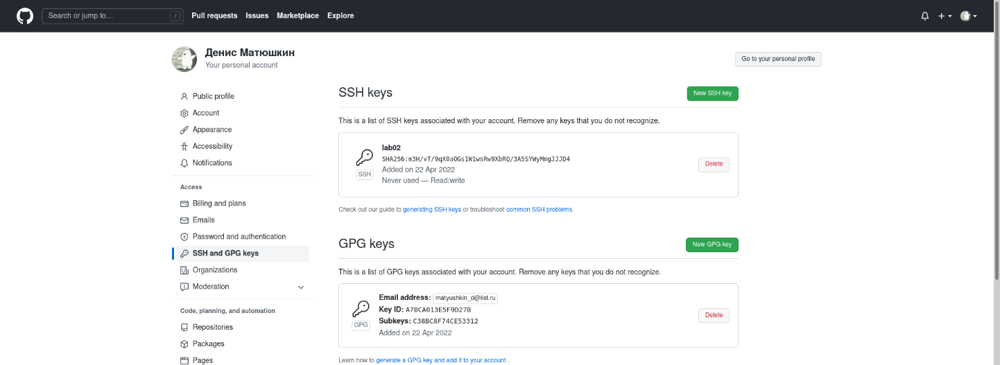 Search or jump to… /
Pull requests Issues Marketplace Explore
Денис Матюшкин
Your personal account
Go to your personal profile
Public profile
Account
Appearance
Accessibility
Notifications
Access
Billing and plans
Emails
Password and authentication
SSH and GPG keys
Organizations
Moderation
Code, planning, and automation
Repositories
Packages
Pages
SSH keys
New SSH key
This is a list of SSH keys associated with your account. Remove any keys that you do not recognize.
SSH
lab02
SHA256:m3H/vT/9qX0aOGs1W1wsRw9XbRQ/3A5SYWyMmgJJJD4
Added on 22 Apr 2022
Never used — Read/write
Delete
Check out our guide to generating SSH keys or troubleshoot common SSH problems.
GPG keys
New GPG key
This is a list of GPG keys associated with your account. Remove any keys that you do not recognize.
GPG
Email address: matyushkin_d@list.ru
Key ID: A7BCA013E5F9D27B
Subkeys: C38BC8F74CE53312
Added on 22 Apr 2022
Delete
Learn how to generate a GPG key and add it to your account .